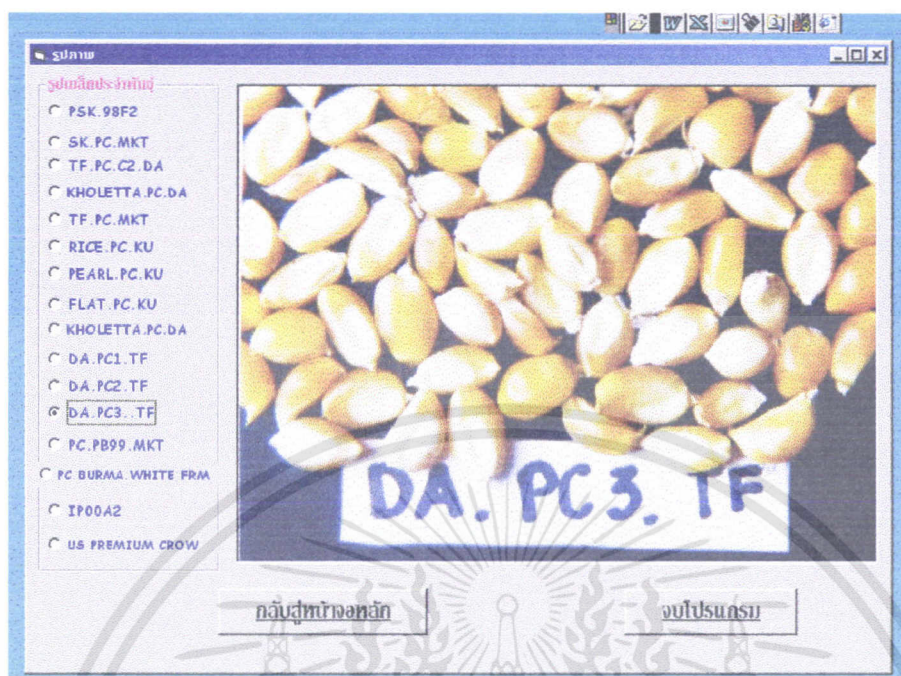 รูปภาพ
รูปเมล็ดประจำพันธุ์
PSK.98F2
SK.PC.MKT
TF.PC.C2.DA
KHOLETTA.PC.DA
TF.PC.MKT
RICE.PC.KU
PEARL.PC.KU
FLAT.PC.KU
KHOLETTA.PC.DA
DA.PC1.TF
DA.PC2.TF
DA.PC3..TF
PC.PB99.MKT
PC BURMA.WHITE FRM
IP00A2
US PREMIUM CROW
DA. PC3. TF
กลับสู่หน้าจอหลัก
จบโปรแกรม